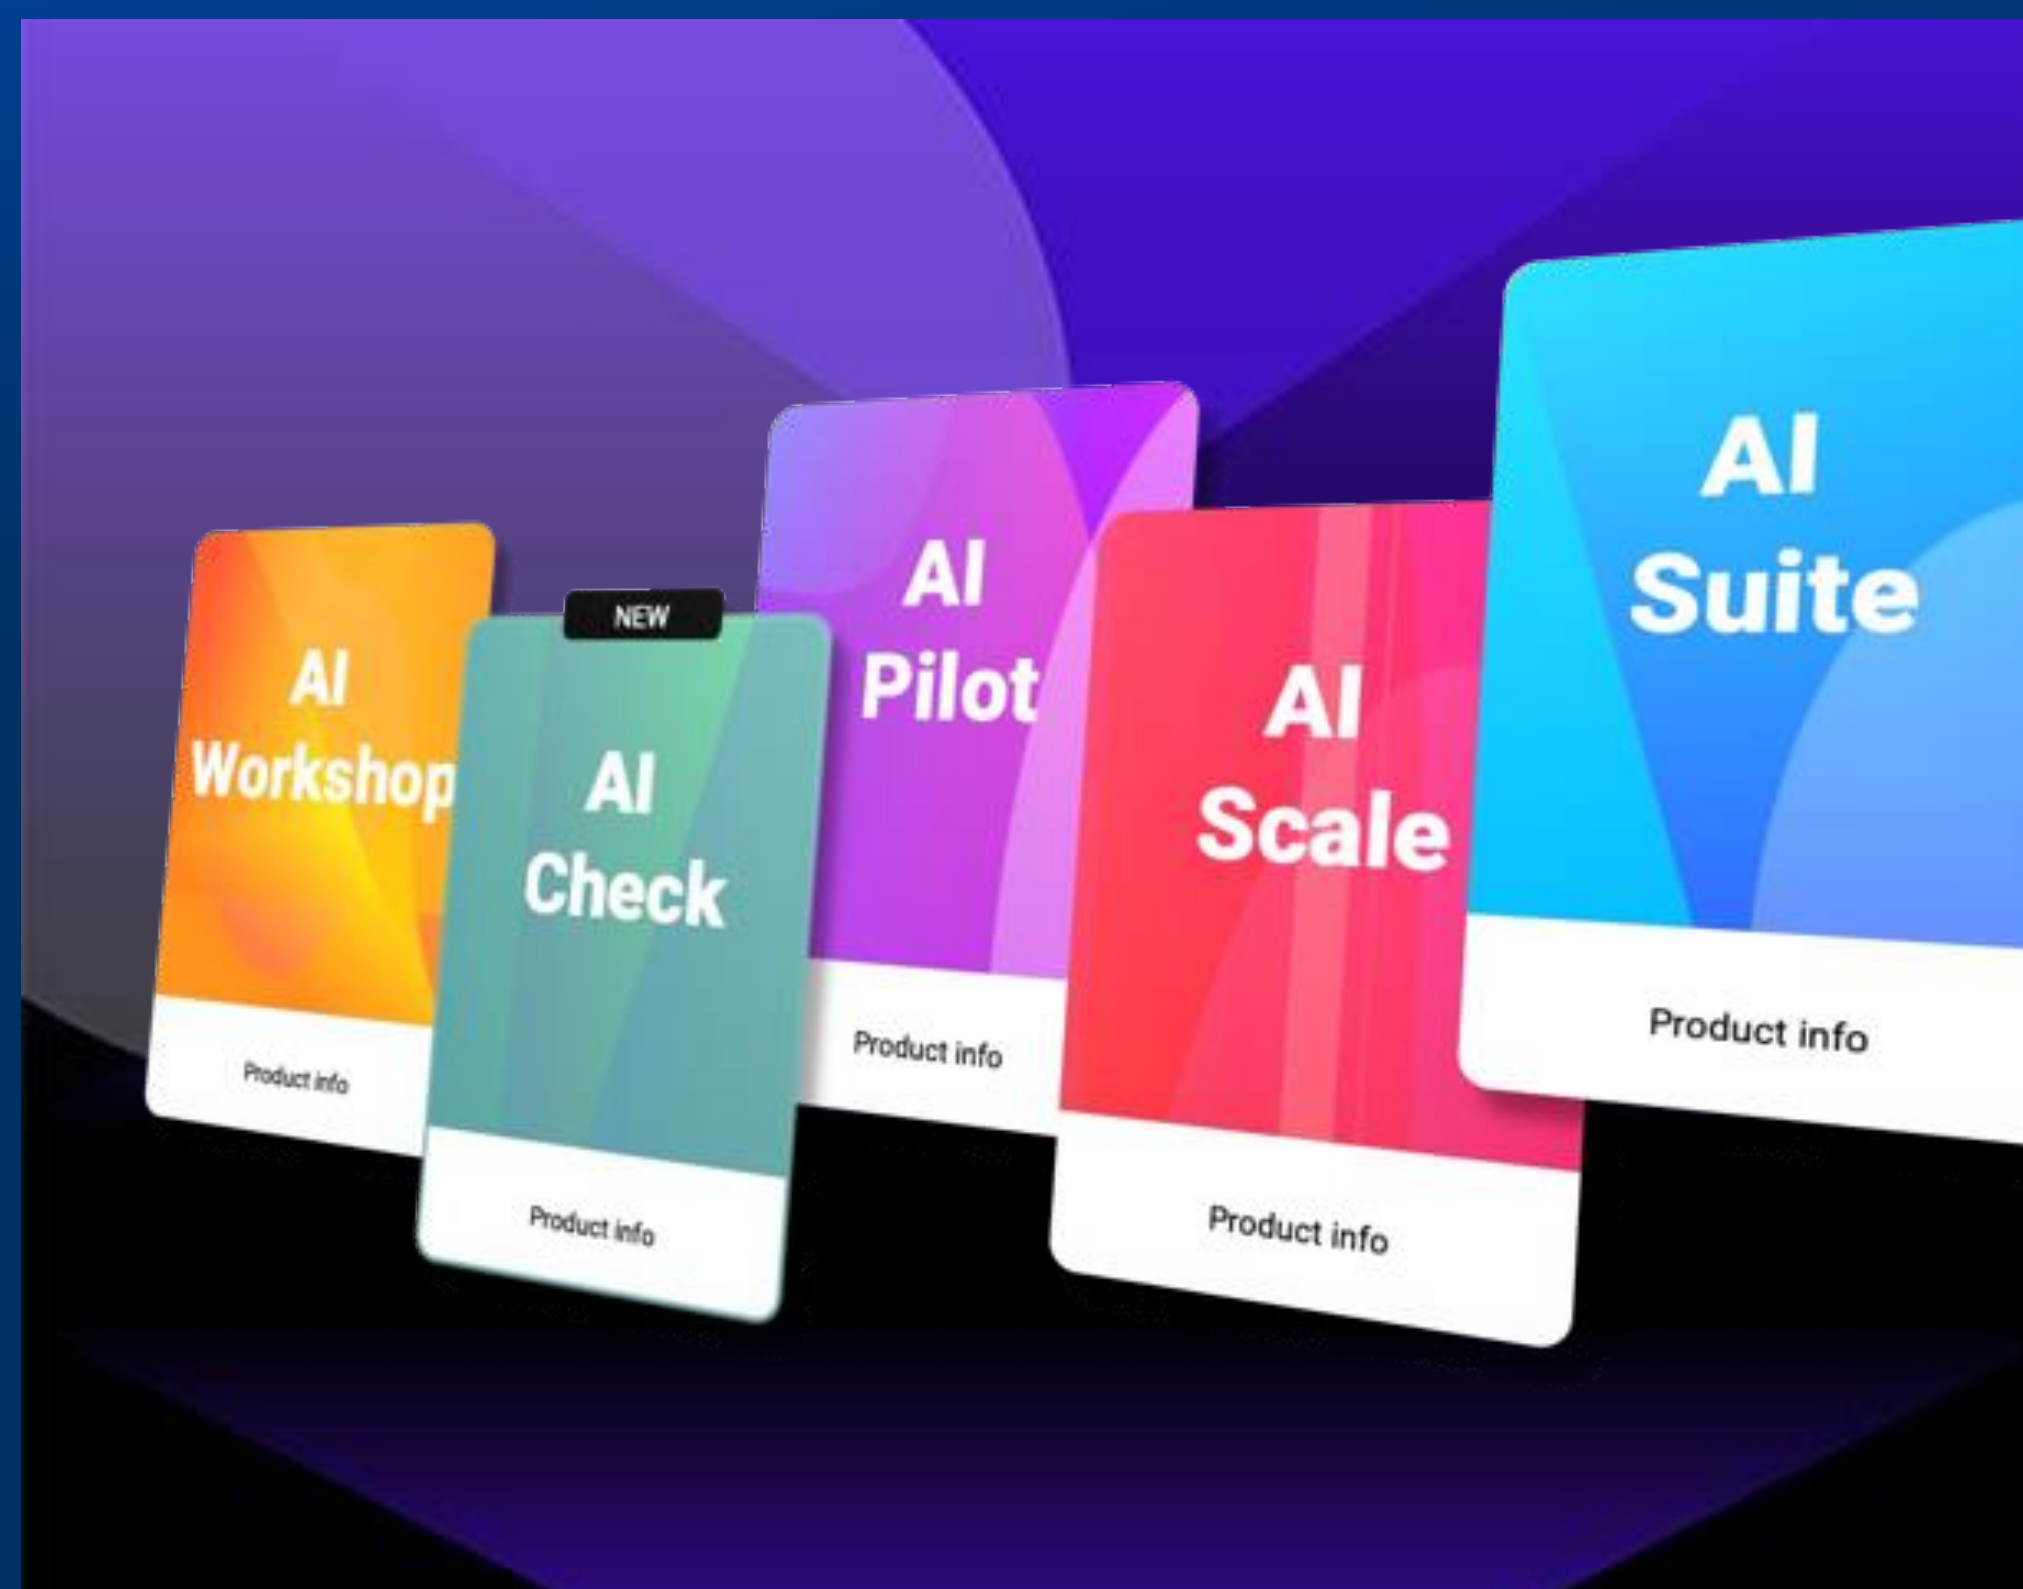 AI
Workshop
Product info
NEW
AI
Check
Product info
AI
Pilot
Product info
AI
Scale
Product info
AI
Suite
Product info